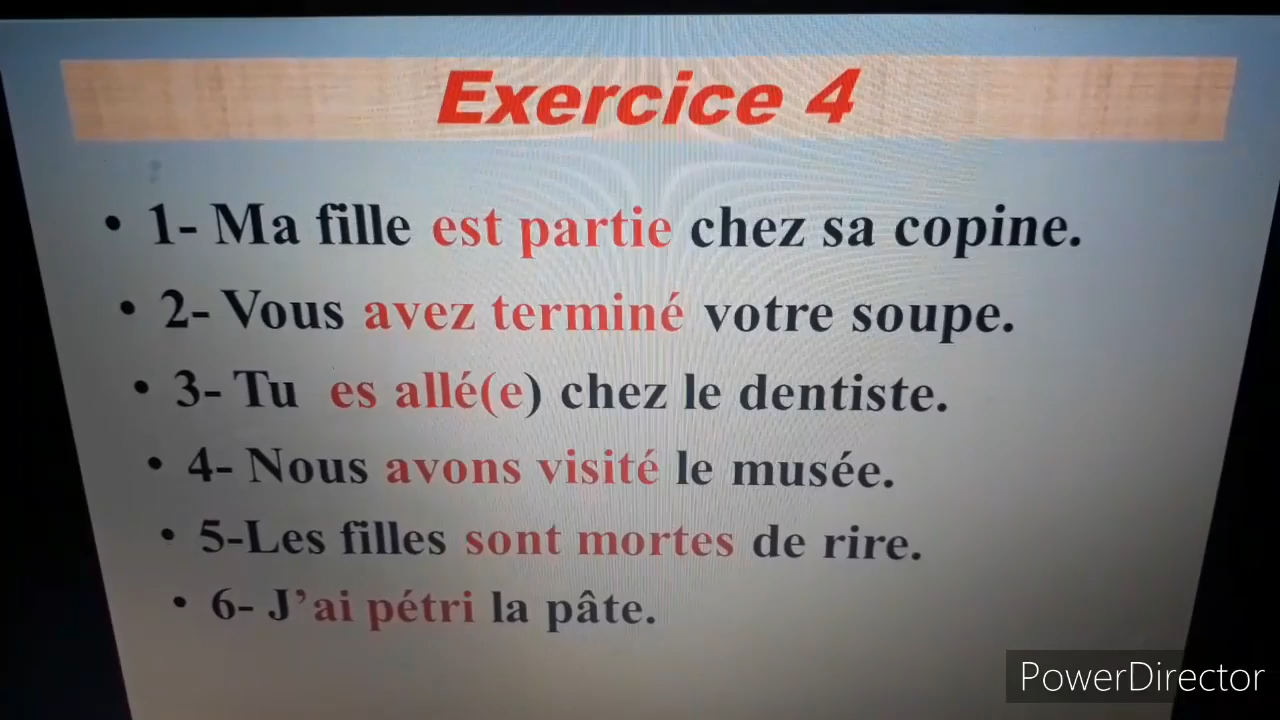 Exercice 4
• 1- Ma fille est partie chez sa copine.
• 2- Vous avez terminé votre soupe.
• 3- Tu es allé(e) chez le dentiste.
• 4- Nous avons visité le musée.
• 5-Les filles sont mortes de rire.
• 6- J’ai pétri la pâte.
PowerDirector